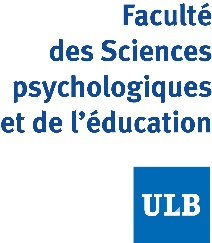 Faculté
des Sciences
psychologiques
et de l'éducation
ULB